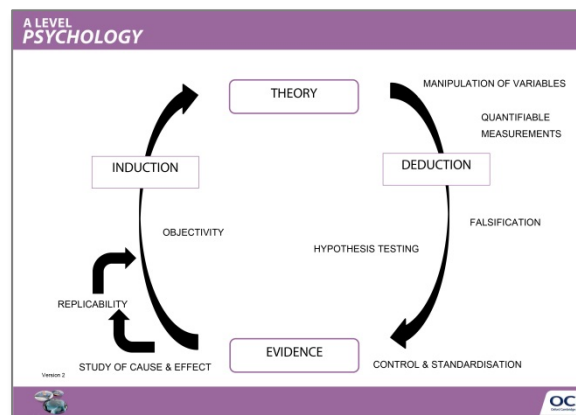 A LEVEL
PSYCHOLOGY
THEORY
MANIPULATION OF VARIABLES
QUANTIFIABLE
MEASUREMENTS
INDUCTION
DEDUCTION
OBJECTIVITY
FALSIFICATION
HYPOTHESIS TESTING
REPLICABILITY
EVIDENCE
STUDY OF CAUSE & EFFECT
CONTROL & STANDARDISATION
Version 2
OC